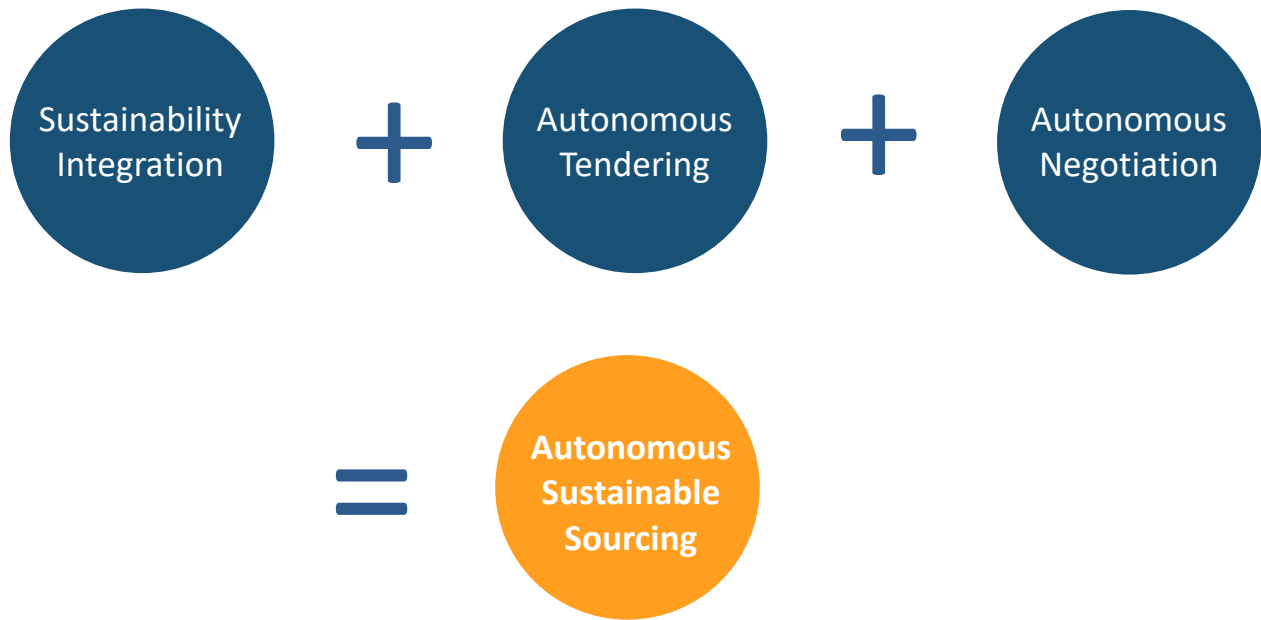 Sustainability
Integration
+
Autonomous
Tendering
+
Autonomous
Negotiation
=
Autonomous
Sustainable
Sourcing